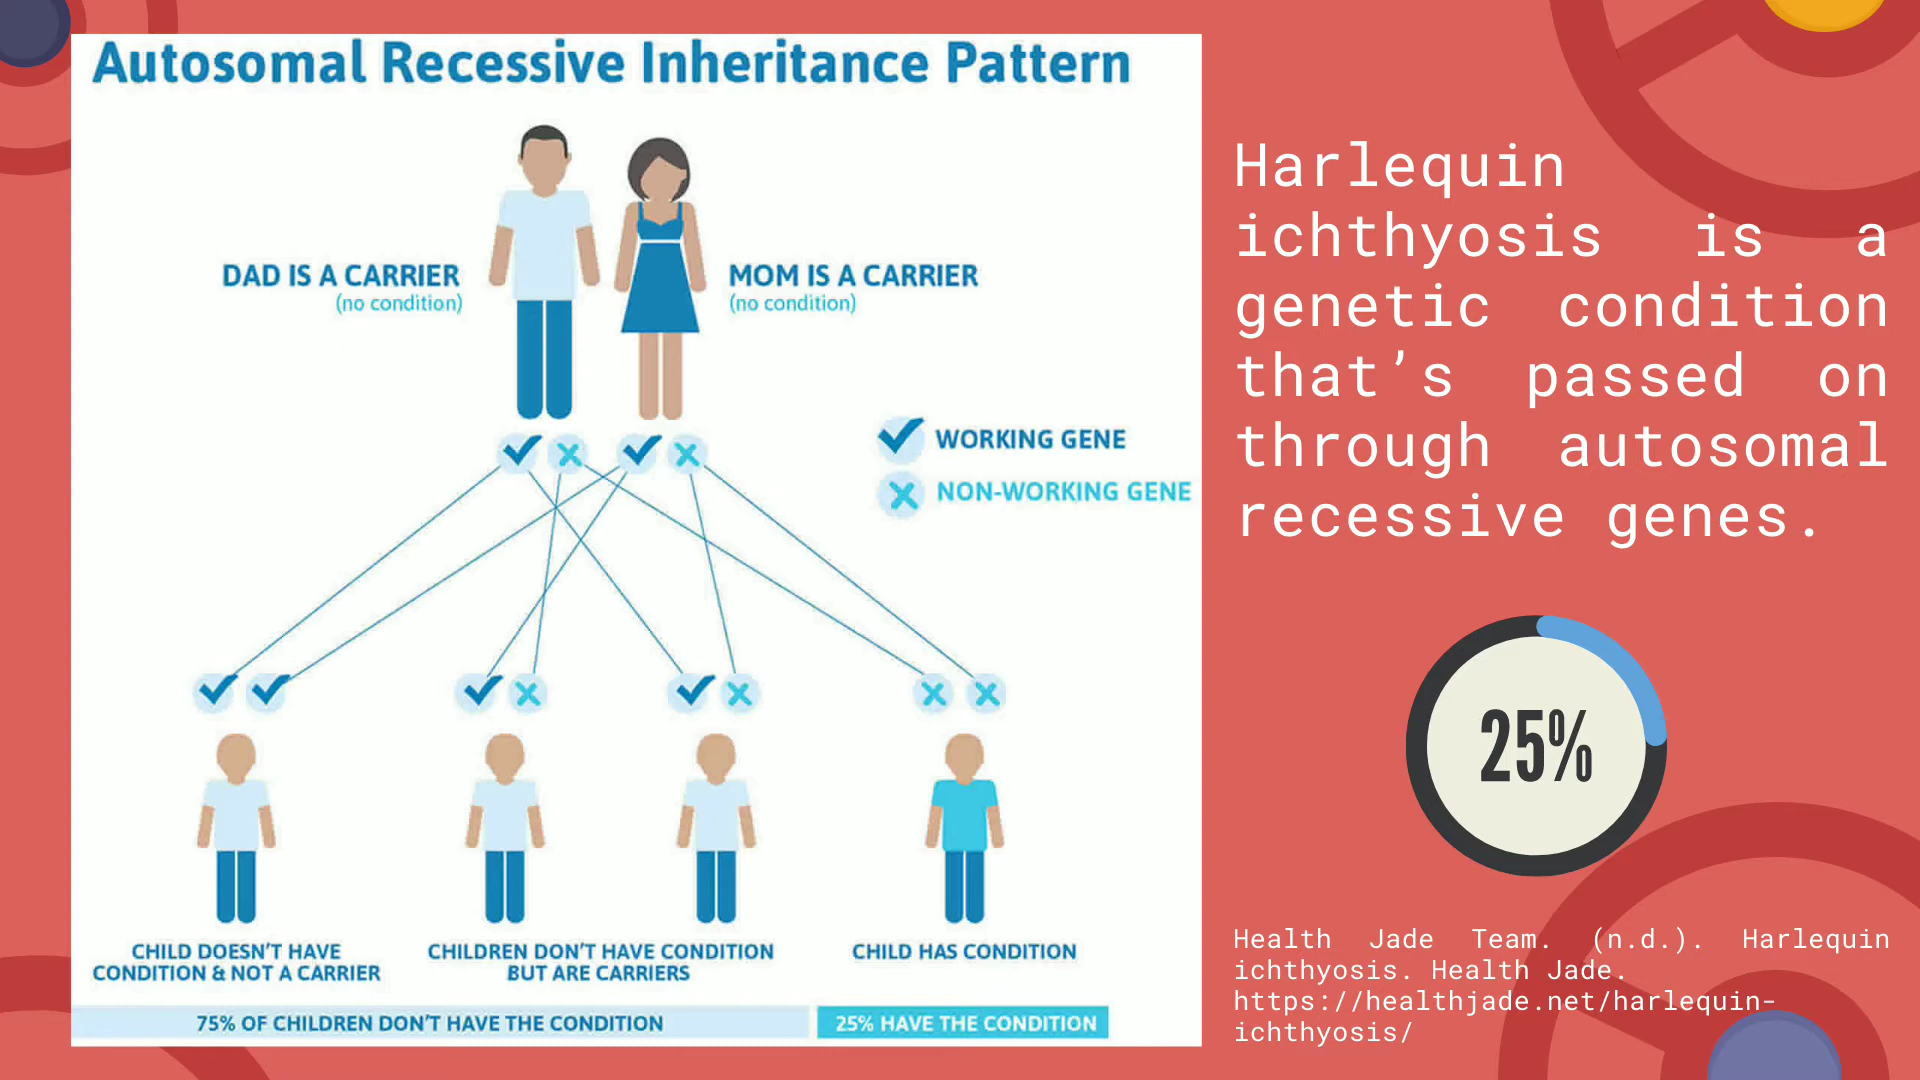 Autosomal Recessive Inheritance Pattern
DAD IS A CARRIER
(no condition)
MOM IS A CARRIER
(no condition)
WORKING GENE
NON-WORKING GENE
CHILD DOESN'T HAVE
CONDITION & NOT A CARRIER
CHILDREN DON'T HAVE CONDITION
BUT ARE CARRIERS
CHILD HAS CONDITION
75% OF CHILDREN DON'T HAVE THE CONDITION
25% HAVE THE CONDITION
Harlequin
ichthyosis is a
genetic condition
that’s passed on
through autosomal
recessive genes.
25%
Health Jade Team. (n.d.). Harlequin
ichthyosis. Health Jade.
https://healthjade.net/harlequin-
ichthyosis/